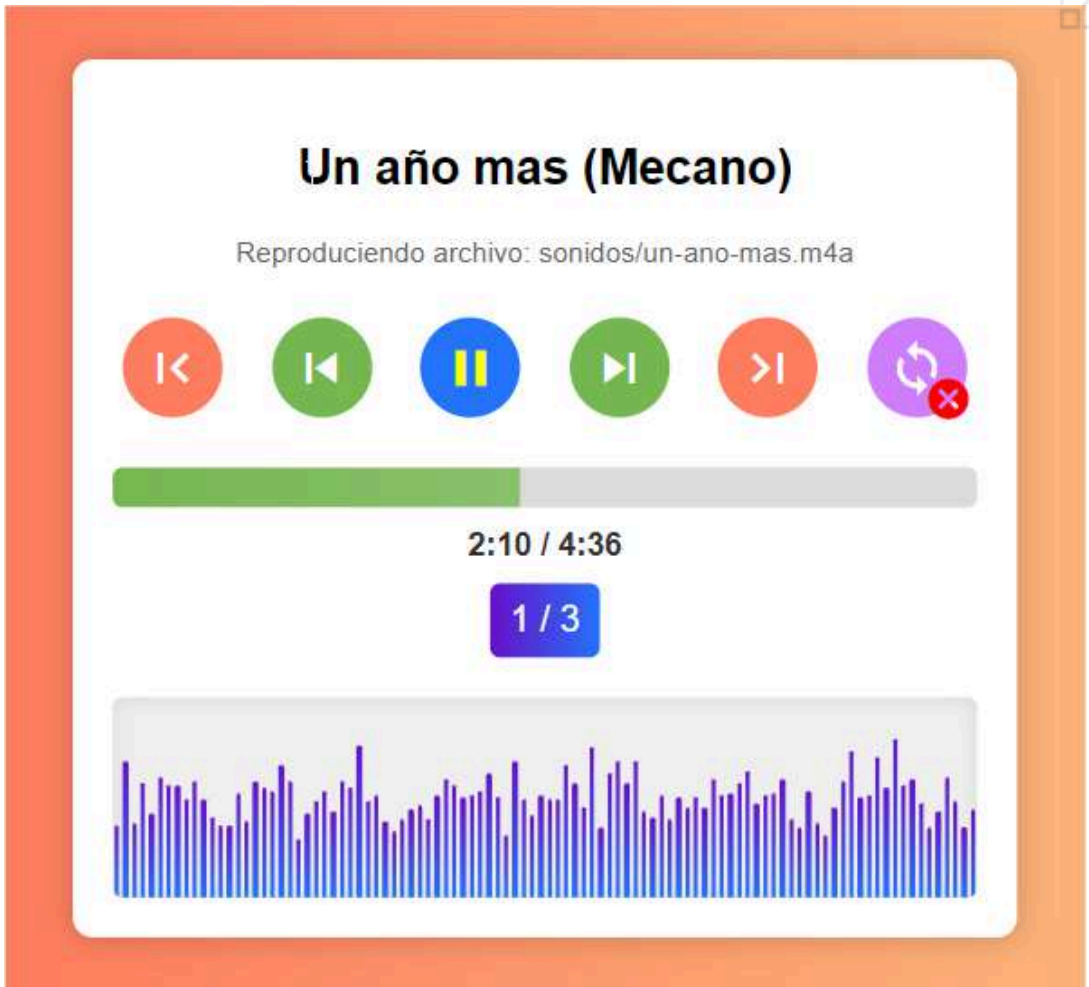 Un año mas (Mecano)
Reproduciendo archivo: sonidos/un-ano-mas.m4a
2:10 / 4:36
1 / 3